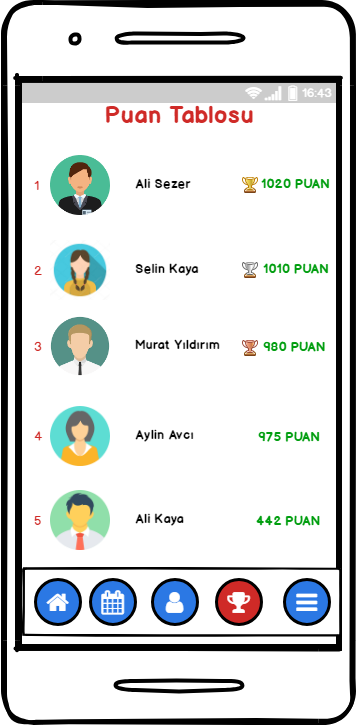 16:43
Puan Tablosu
1 Ali Sezer 1020 PUAN
2 Selin Kaya 1010 PUAN
3 Murat Yıldırım 980 PUAN
4 Aylin Avcı 975 PUAN
5 Ali Kaya 442 PUAN